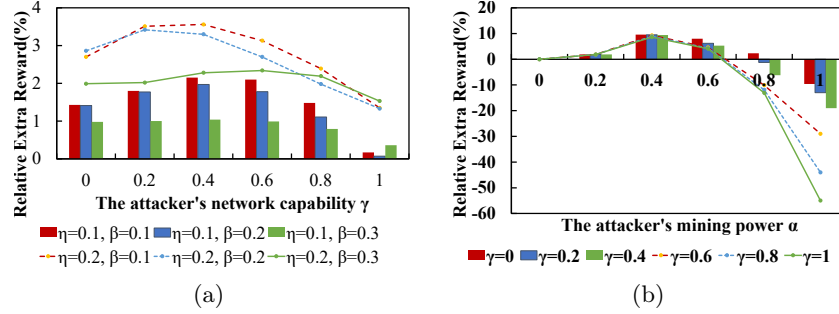 Relative Extra Reward(%)
4
3
2
1
0
0 0.2 0.4 0.6 0.8 1
The attacker's network capability γ
η=0.1, β=0.1 η=0.1, β=0.2 η=0.1, β=0.3
η=0.2, β=0.1 η=0.2, β=0.2 η=0.2, β=0.3
(a)
Relative Extra Reward(%)
20
10
0
-10
-20
-30
-40
-50
-60
0 0.2 0.4 0.6 0.8 1
The attacker's mining power α
γ=0 γ=0.2 γ=0.4 γ=0.6 γ=0.8 γ=1
(b)